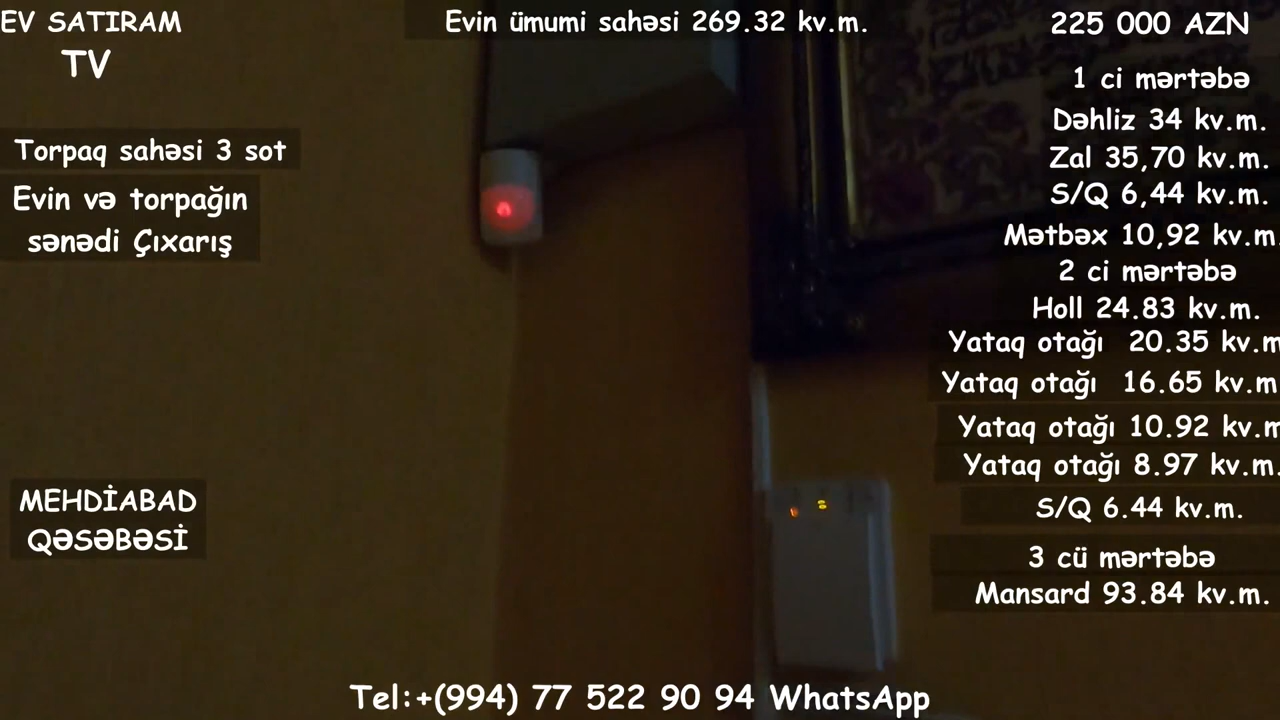 EV SATIRAM
TV
Evin ümumi sahəsi 269.32 kv.m.
225 000 AZN
Torpaq sahəsi 3 sot
Evin və torpağın
sənədi Çıxarış
MEHDİABAD
QƏSƏBƏSİ
1 ci mərtəbə
Dəhliz 34 kv.m.
Zal 35,70 kv.m.
S/Q 6,44 kv.m.
Mətbəx 10,92 kv.m.
2 ci mərtəbə
Holl 24.83 kv.m.
Yataq otağı 20.35 kv.m
Yataq otağı 16.65 kv.m
Yataq otağı 10.92 kv.m
Yataq otağı 8.97 kv.m.
S/Q 6.44 kv.m.
3 cü mərtəbə
Mansard 93.84 kv.m.
Tel:+(994) 77 522 90 94 WhatsApp